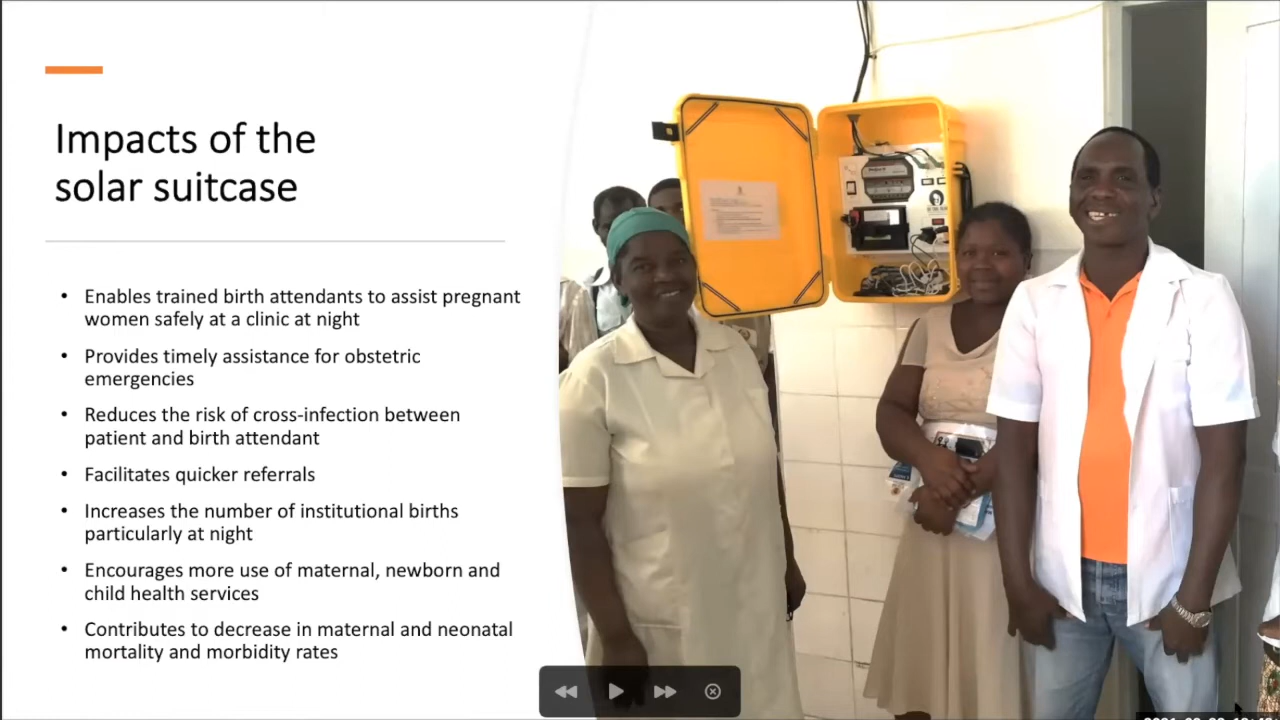 Impacts of the
solar suitcase
• Enables trained birth attendants to assist pregnant
women safely at a clinic at night
• Provides timely assistance for obstetric
emergencies
• Reduces the risk of cross-infection between
patient and birth attendant
• Facilitates quicker referrals
• Increases the number of institutional births
particularly at night
• Encourages more use of maternal, newborn and
child health services
• Contributes to decrease in maternal and neonatal
mortality and morbidity rates